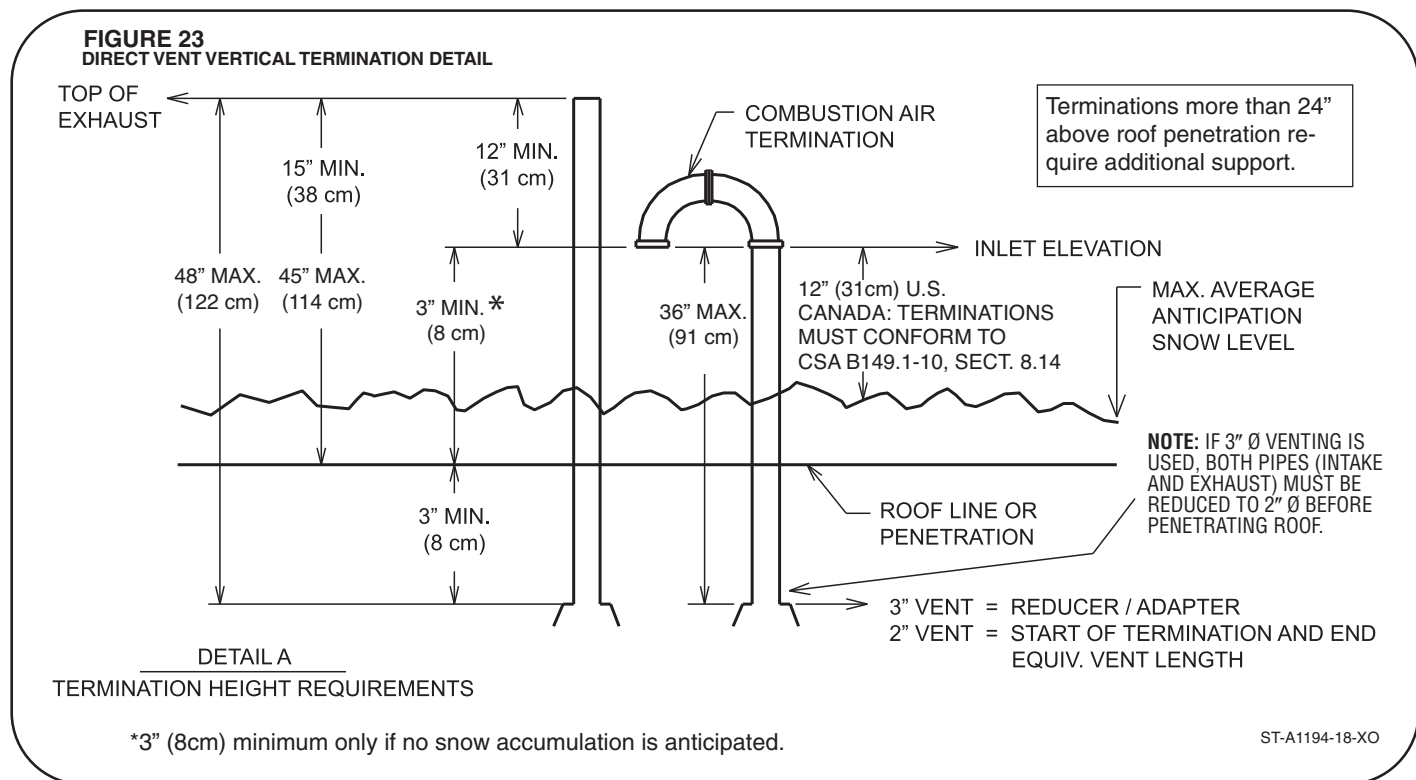 FIGURE 23
DIRECT VENT VERTICAL TERMINATION DETAIL
TOP OF
EXHAUST
15” MIN.
(38 cm)
12” MIN.
(31 cm)
COMBUSTION AIR
TERMINATION
Terminations more than 24”
above roof penetration re-
quire additional support.
INLET ELEVATION
48” MAX.
(122 cm)
45” MAX.
(114 cm)
3” MIN.*
(8 cm)
36” MAX.
(91 cm)
12” (31cm) U.S.
CANADA: TERMINATIONS
MUST CONFORM TO
CSA B149.1-10, SECT. 8.14
MAX. AVERAGE
ANTICIPATION
SNOW LEVEL
NOTE: IF 3″ Ø VENTING IS
USED, BOTH PIPES (INTAKE
AND EXHAUST) MUST BE
REDUCED TO 2″ Ø BEFORE
PENETRATING ROOF.
3” MIN.
(8 cm)
ROOF LINE OR
PENETRATION
3” VENT = REDUCER / ADAPTER
2” VENT = START OF TERMINATION AND END
EQUIV. VENT LENGTH
DETAIL A
TERMINATION HEIGHT REQUIREMENTS
*3” (8cm) minimum only if no snow accumulation is anticipated.
ST-A1194-18-XO